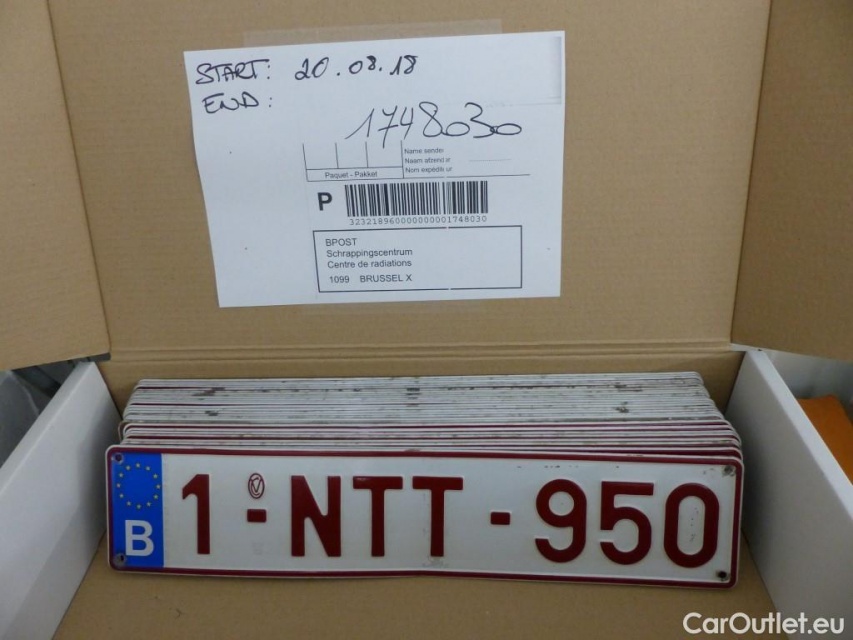 START: 20.08.18
END:
1748030
Name sender
Naam afzender
Nom expéditeur
Paquet - Pakket
P
323218960000000001748030
BPOST
Schrappingscentrum
Centre de radiations
1099 BRUSSEL X
B 1-NTT-950
CarOutlet.eu